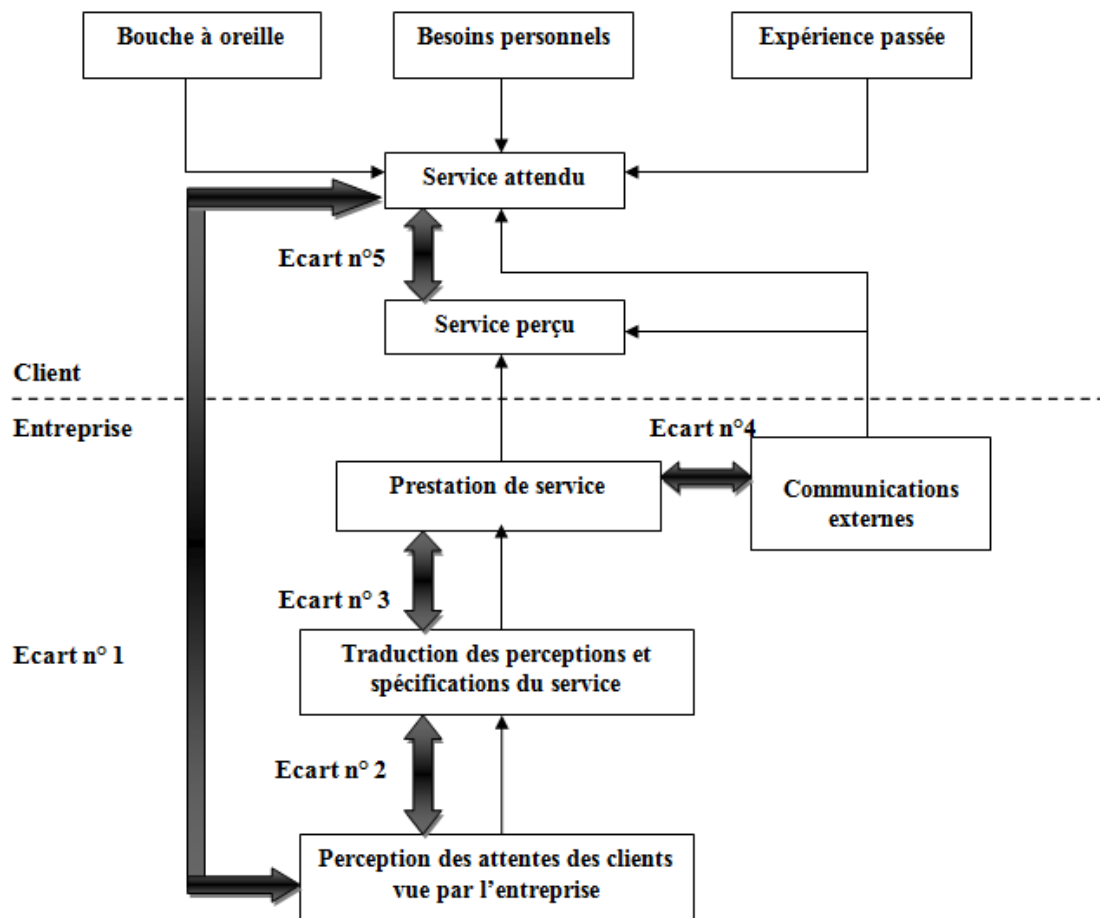 Bouche à oreille
Besoins personnels
Expérience passée
Service attendu
Ecart n°5
Service perçu
Client
Entreprise
Ecart n°4
Prestation de service
Communications
externes
Ecart n° 3
Ecart n° 1
Traduction des perceptions et
spécifications du service
Ecart n° 2
Perception des attentes des clients
vue par l’entreprise